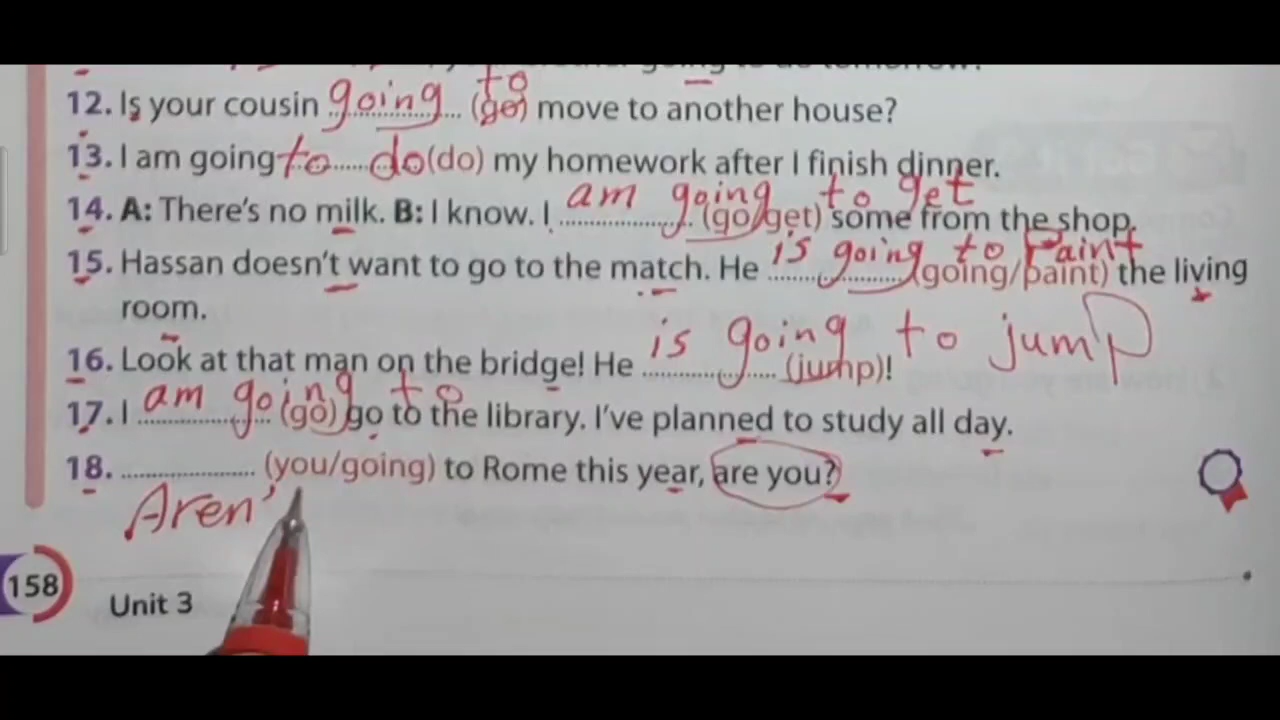 to
12. Is your cousin going (go) move to another house?
13. I am going to do (do) my homework after I finish dinner.
am going to get
14. A: There's no milk. B: I know. I .................... (go/get) some from the shop.
is going to Paint
15. Hassan doesn't want to go to the match. He .................... (going/paint) the living
room.
is going to jump
16. Look at that man on the bridge! He .................... (jump)!
am going to
17. I .................... (go) go to the library. I've planned to study all day.
18. .................... (you/going) to Rome this year, are you?
Aren'
158
Unit 3